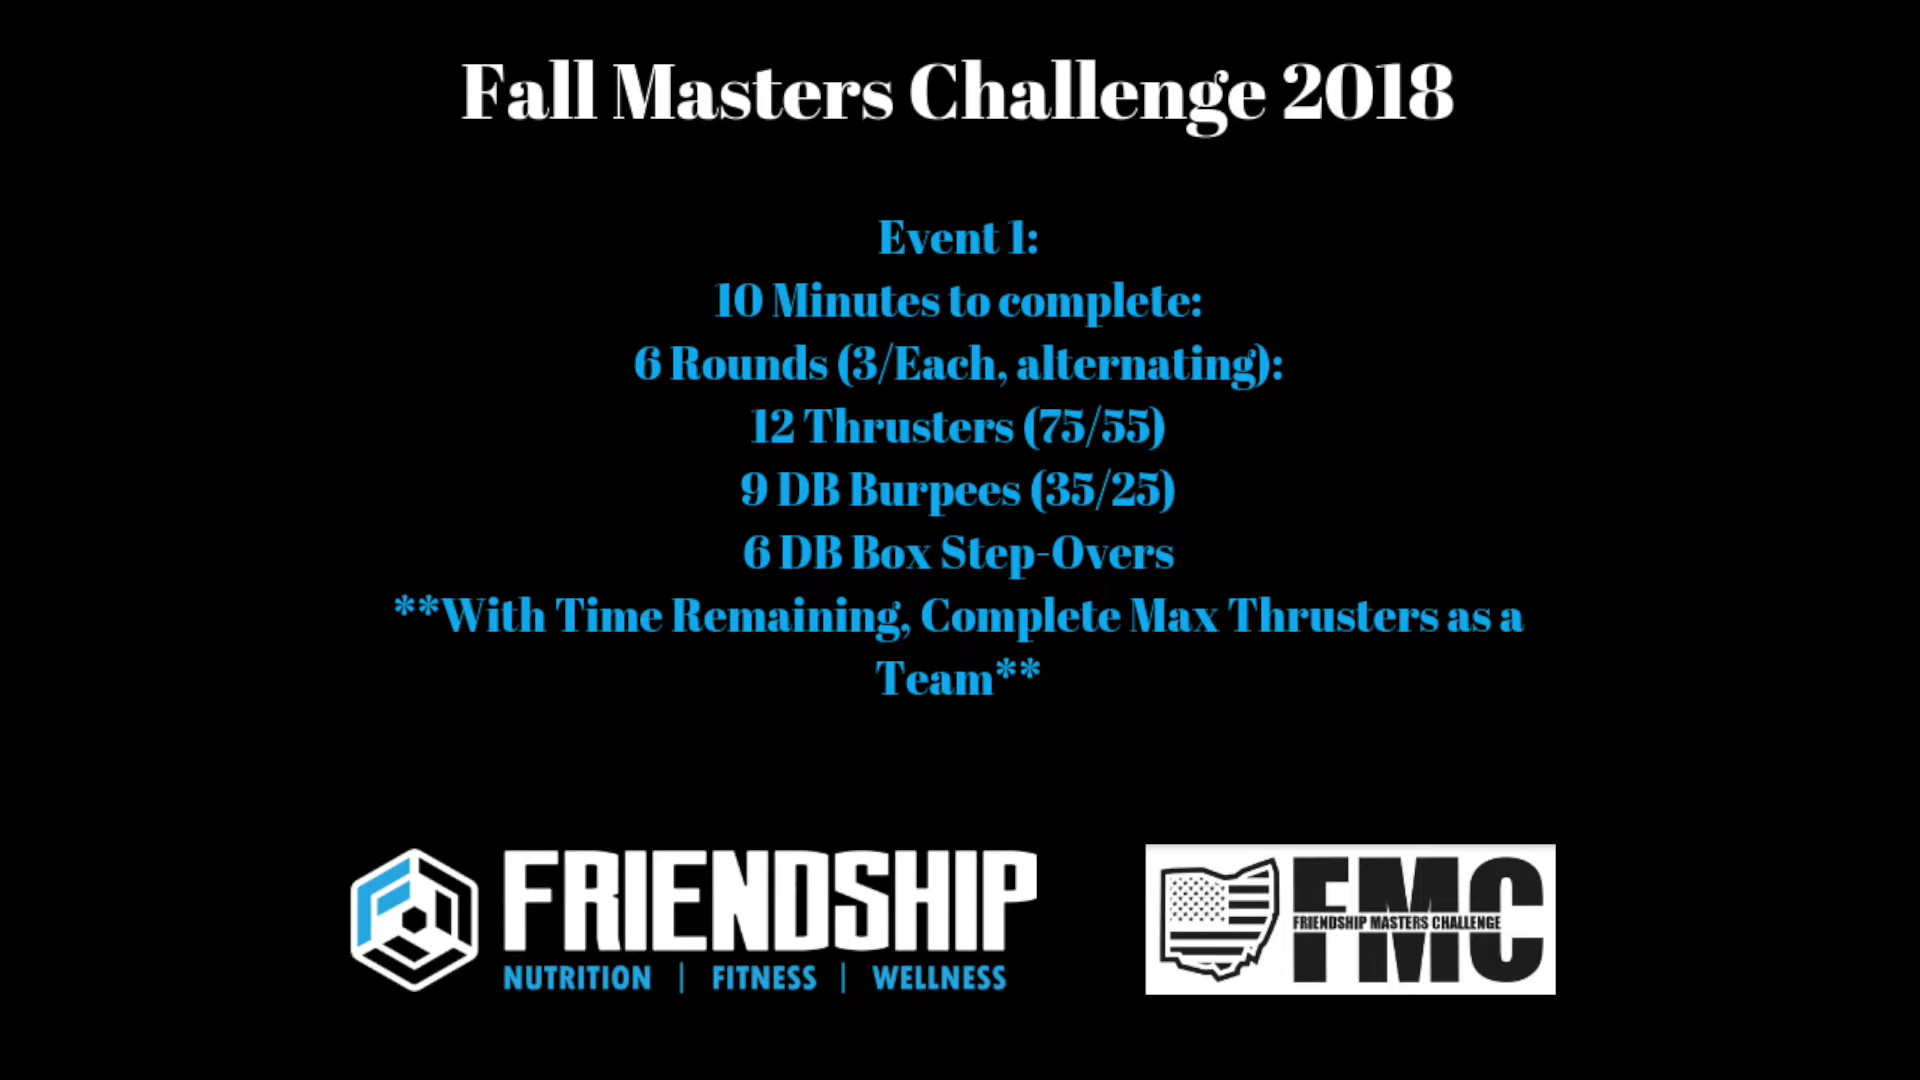 Fall Masters Challenge 2018
Event 1:
10 Minutes to complete:
6 Rounds (3/Each, alternating):
12 Thrusters (75/55)
9 DB Burpees (35/25)
6 DB Box Step-Overs
**With Time Remaining, Complete Max Thrusters as a
Team**
FRIENDSHIP
NUTRITION | FITNESS | WELLNESS
FMC
FRIENDSHIP MASTERS CHALLENGE